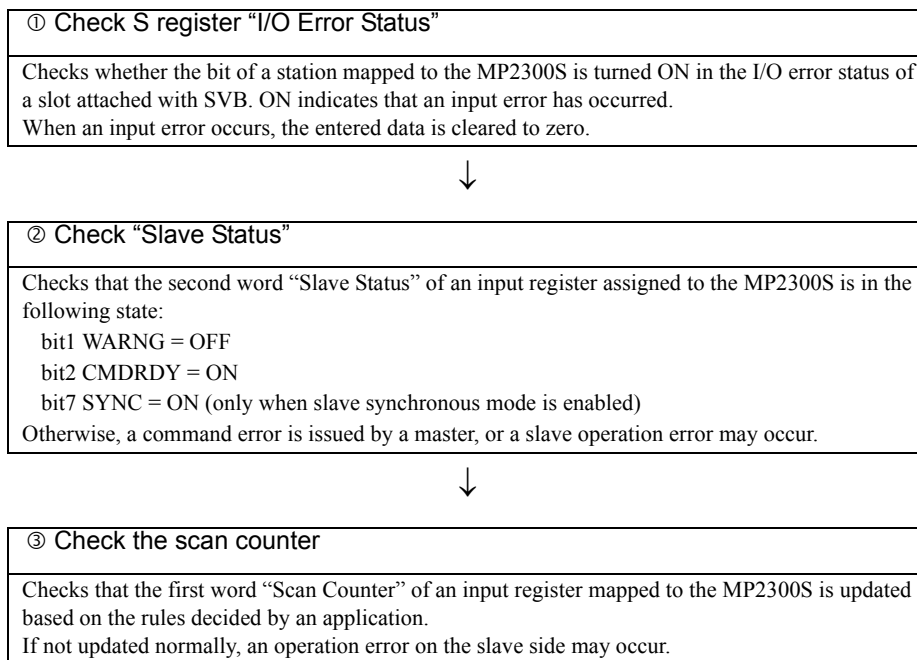 ① Check S register “I/O Error Status”
Checks whether the bit of a station mapped to the MP2300S is turned ON in the I/O error status of
a slot attached with SVB. ON indicates that an input error has occurred.
When an input error occurs, the entered data is cleared to zero.
↓
② Check “Slave Status”
Checks that the second word “Slave Status” of an input register assigned to the MP2300S is in the
following state:
bit1 WARNG = OFF
bit2 CMDRDY = ON
bit7 SYNC = ON (only when slave synchronous mode is enabled)
Otherwise, a command error is issued by a master, or a slave operation error may occur.
↓
③ Check the scan counter
Checks that the first word “Scan Counter” of an input register mapped to the MP2300S is updated
based on the rules decided by an application.
If not updated normally, an operation error on the slave side may occur.